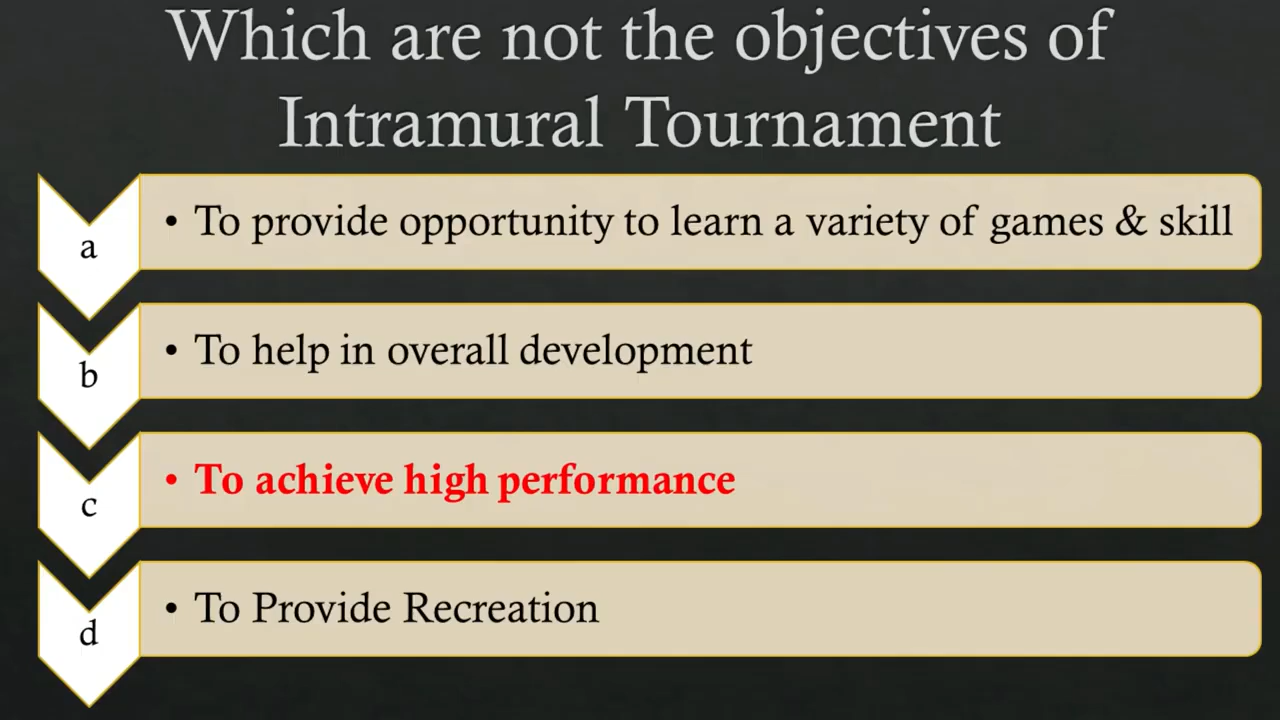 Which are not the objectives of
Intramural Tournament
a
• To provide opportunity to learn a variety of games & skill
b
• To help in overall development
c
• To achieve high performance
d
• To Provide Recreation